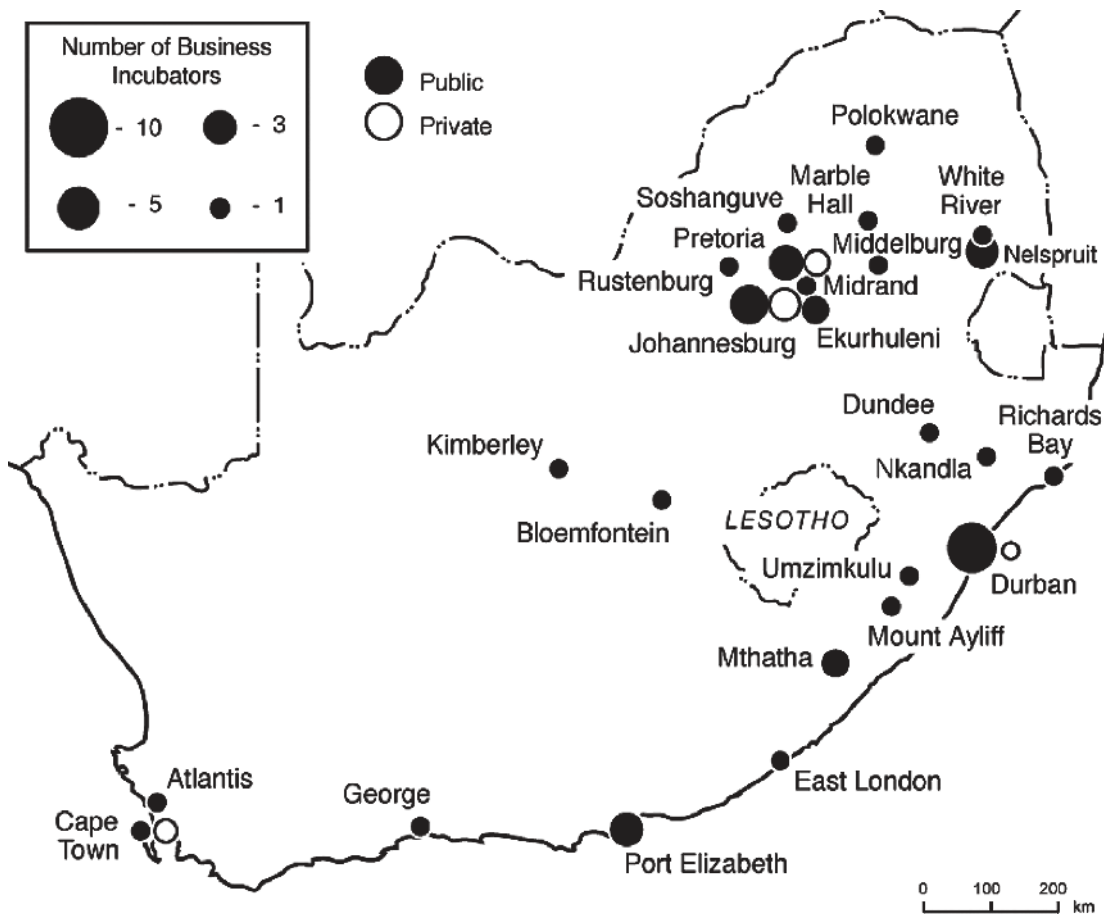 Number of Business
Incubators
- 10
- 3
- 5
- 1
Public
Private
Polokwane
Marble
Hall
White
River
Soshanguve
Pretoria
Middelburg
Nelspruit
Rustenburg
Midrand
Johannesburg
Ekurhuleni
Dundee
Richards
Bay
Kimberley
Nkandla
Bloemfontein
LESOTHO
Umzimkulu
Durban
Mount Ayliff
Mthatha
Atlantis
East London
George
Cape
Town
Port Elizabeth
0 100 200
km